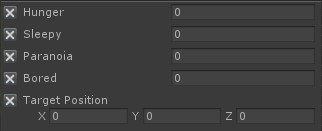 Hunger 0
Sleepy 0
Paranoia 0
Bored 0
Target Position
X 0 Y 0 Z 0